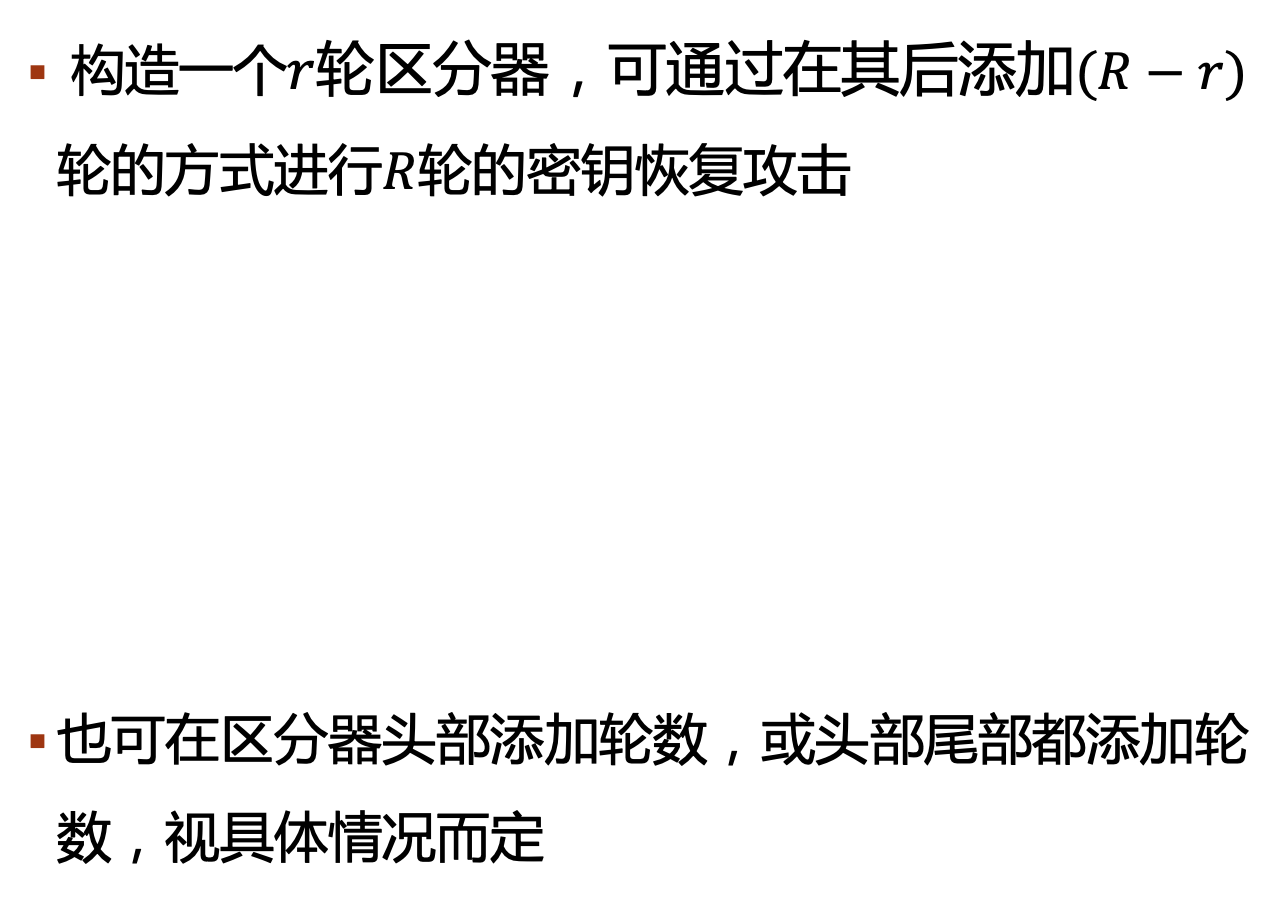 ▪ 构造一个r轮区分器，可通过在其后添加(R − r)
轮的方式进行R轮的密钥恢复攻击
▪ 也可在区分器头部添加轮数，或头部尾部都添加轮
数，视具体情况而定